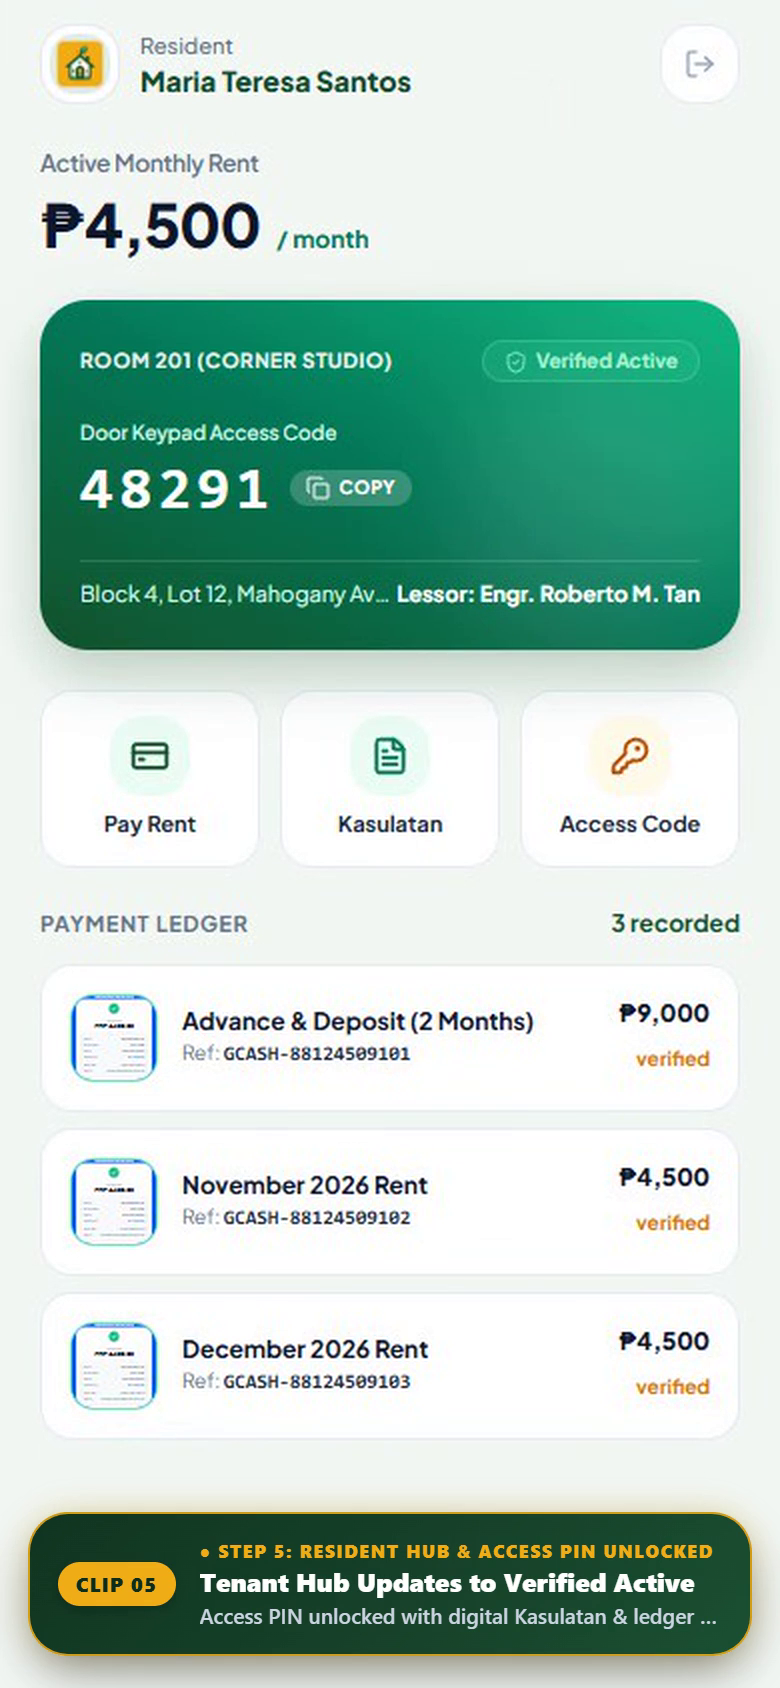 Resident
Maria Teresa Santos
Active Monthly Rent
₱4,500 / month
ROOM 201 (CORNER STUDIO)
Verified Active
Door Keypad Access Code
48291
COPY
Block 4, Lot 12, Mahogany Av... Lessor: Engr. Roberto M. Tan
Pay Rent
Kasulatan
Access Code
PAYMENT LEDGER
3 recorded
Advance & Deposit (2 Months)
₱9,000
Ref: GCASH-88124509101
verified
November 2026 Rent
₱4,500
Ref: GCASH-88124509102
verified
December 2026 Rent
₱4,500
Ref: GCASH-88124509103
verified
CLIP 05
• STEP 5: RESIDENT HUB & ACCESS PIN UNLOCKED
Tenant Hub Updates to Verified Active
Access PIN unlocked with digital Kasulatan & ledger ...